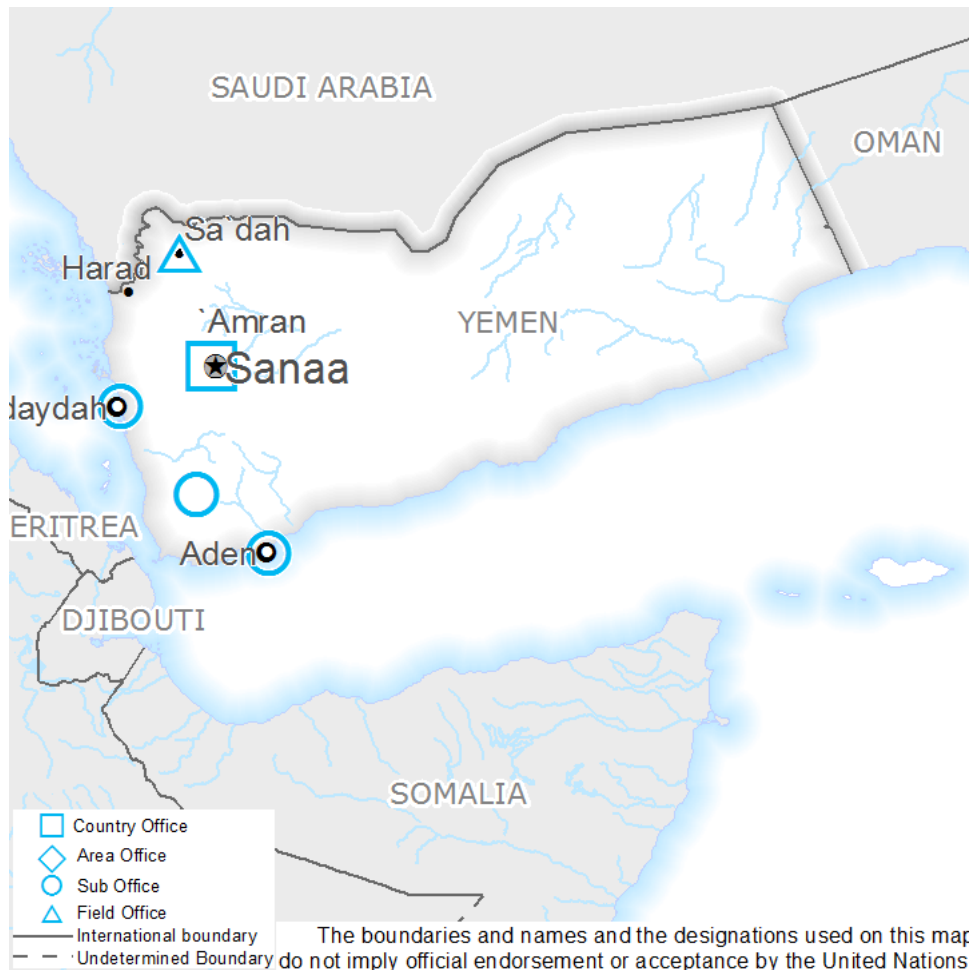 SAUDI ARABIA
OMAN
Sa`dah
Harad
`Amran
YEMEN
Sanaa
daydah
ERITREA
Aden
DJIBOUTI
SOMALIA
Country Office
Area Office
Sub Office
Field Office
International boundary
Undetermined Boundary
The boundaries and names and the designations used on this map
do not imply official endorsement or acceptance by the United Nations